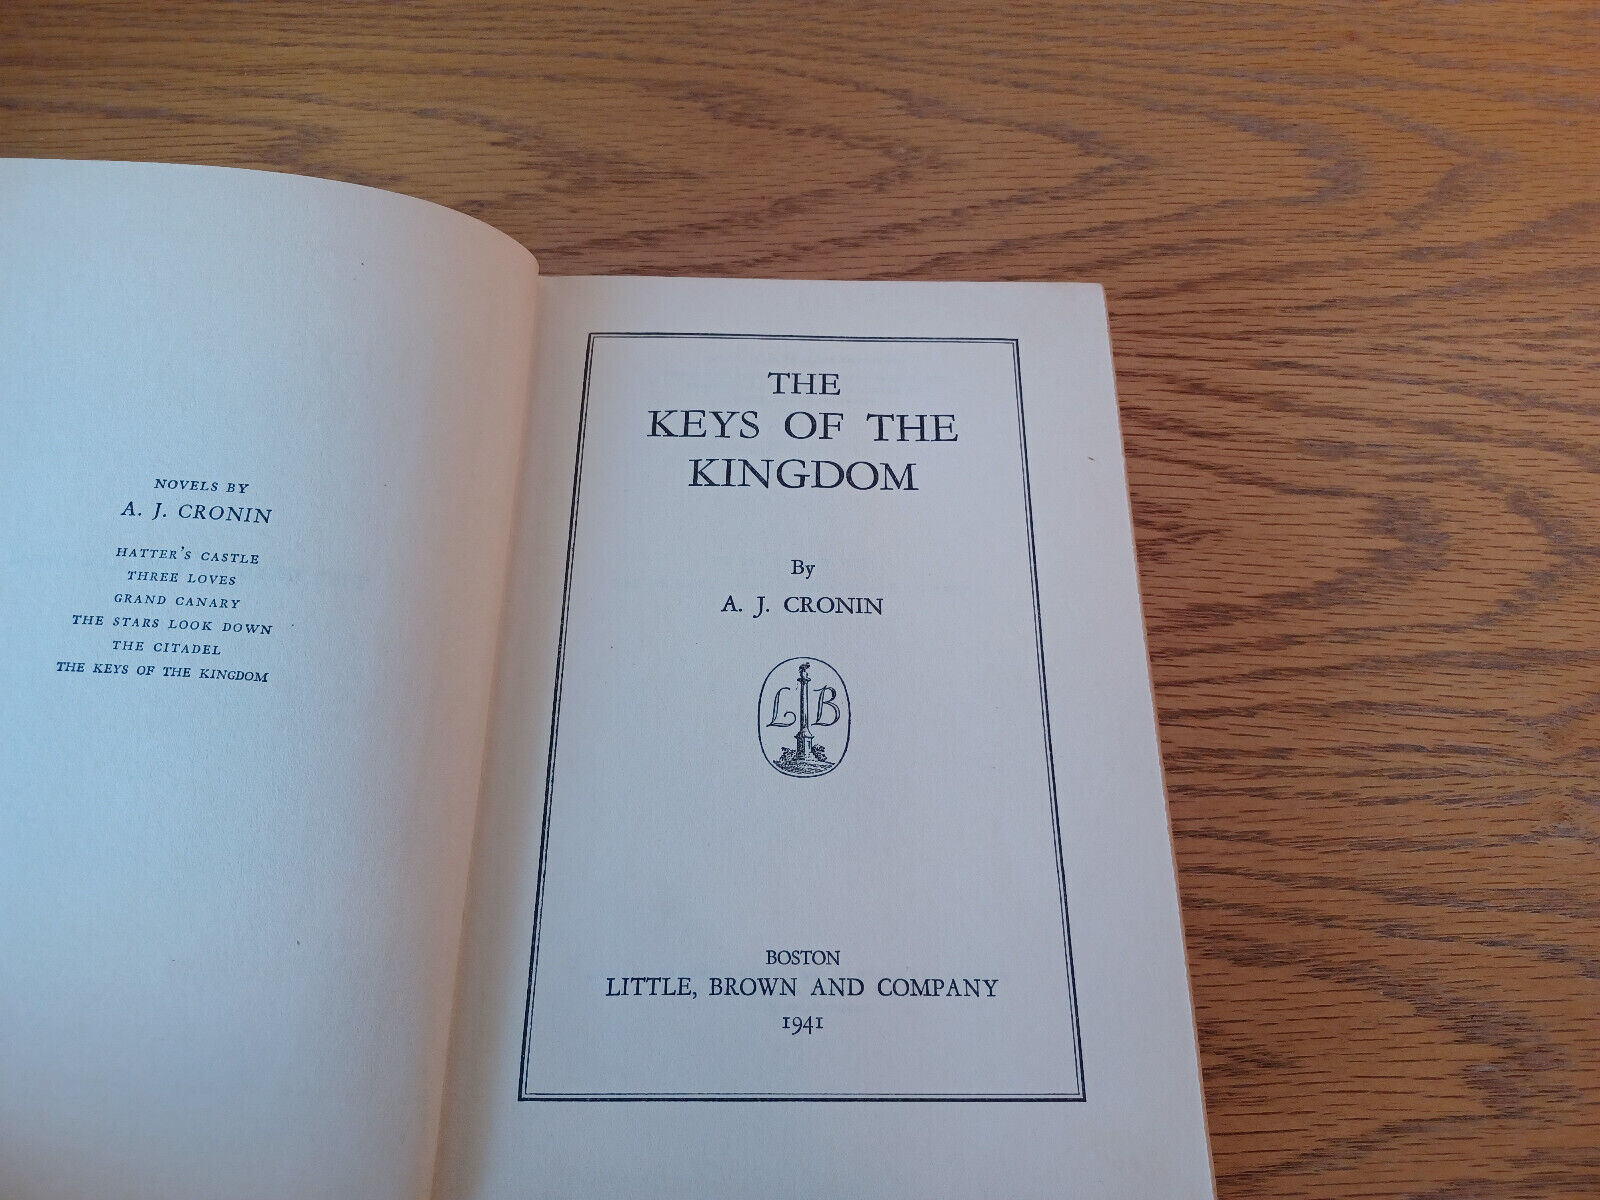 NOVELS BY
A. J. CRONIN
HATTER'S CASTLE
THREE LOVES
GRAND CANARY
THE STARS LOOK DOWN
THE CITADEL
THE KEYS OF THE KINGDOM
THE
KEYS OF THE
KINGDOM
By
A. J. CRONIN
L B
BOSTON
LITTLE, BROWN AND COMPANY
1941